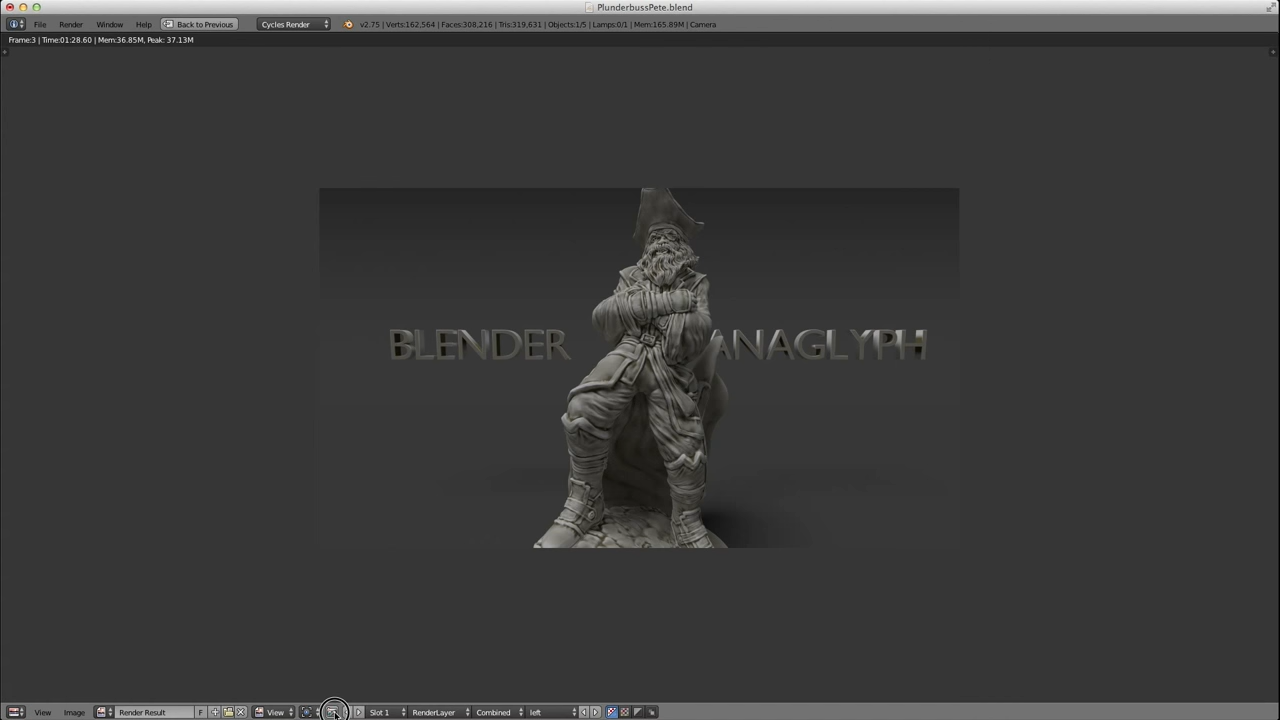 PlunderbussPete.blend
File Render Window Help Back to Previous Cycles Render v2.75 | Verts:162,564 | Faces:308,216 | Tris:319,631 | Objects:1/5 | Lamps:0/1 | Mem:165.89M | Camera
Frame:3 | Time:01:28.60 | Mem:36.85M, Peak: 37.13M
BLENDER ANAGLYPH
View Image Render Result F View Slot 1 RenderLayer Combined left